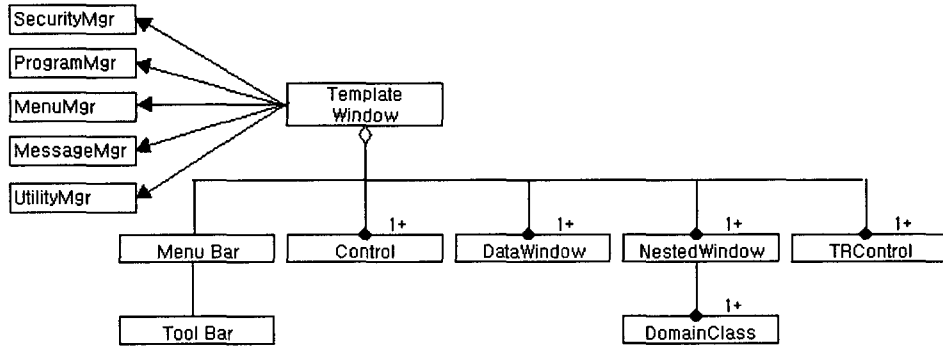 SecurityMgr
ProgramMgr
MenuMgr
MessageMgr
UtilityMgr
Template
Window
1+
1+
1+
1+
Menu Bar
Control
DataWindow
NestedWindow
TRControl
1+
Tool Bar
DomainClass